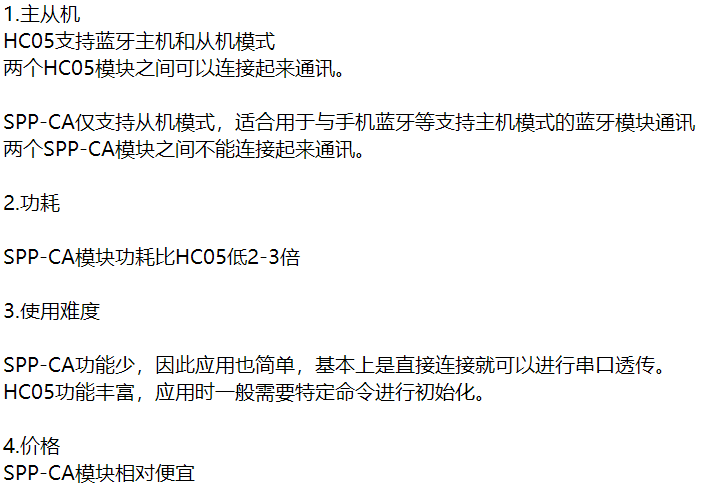 1.主从机
HC05支持蓝牙主机和从机模式
两个HC05模块之间可以连接起来通讯。
SPP-CA仅支持从机模式，适合用于与手机蓝牙等支持主机模式的蓝牙模块通讯
两个SPP-CA模块之间不能连接起来通讯。
2.功耗
SPP-CA模块功耗比HC05低2-3倍
3.使用难度
SPP-CA功能少，因此应用也简单，基本上是直接连接就可以进行串口透传。
HC05功能丰富，应用时一般需要特定命令进行初始化。
4.价格
SPP-CA模块相对便宜